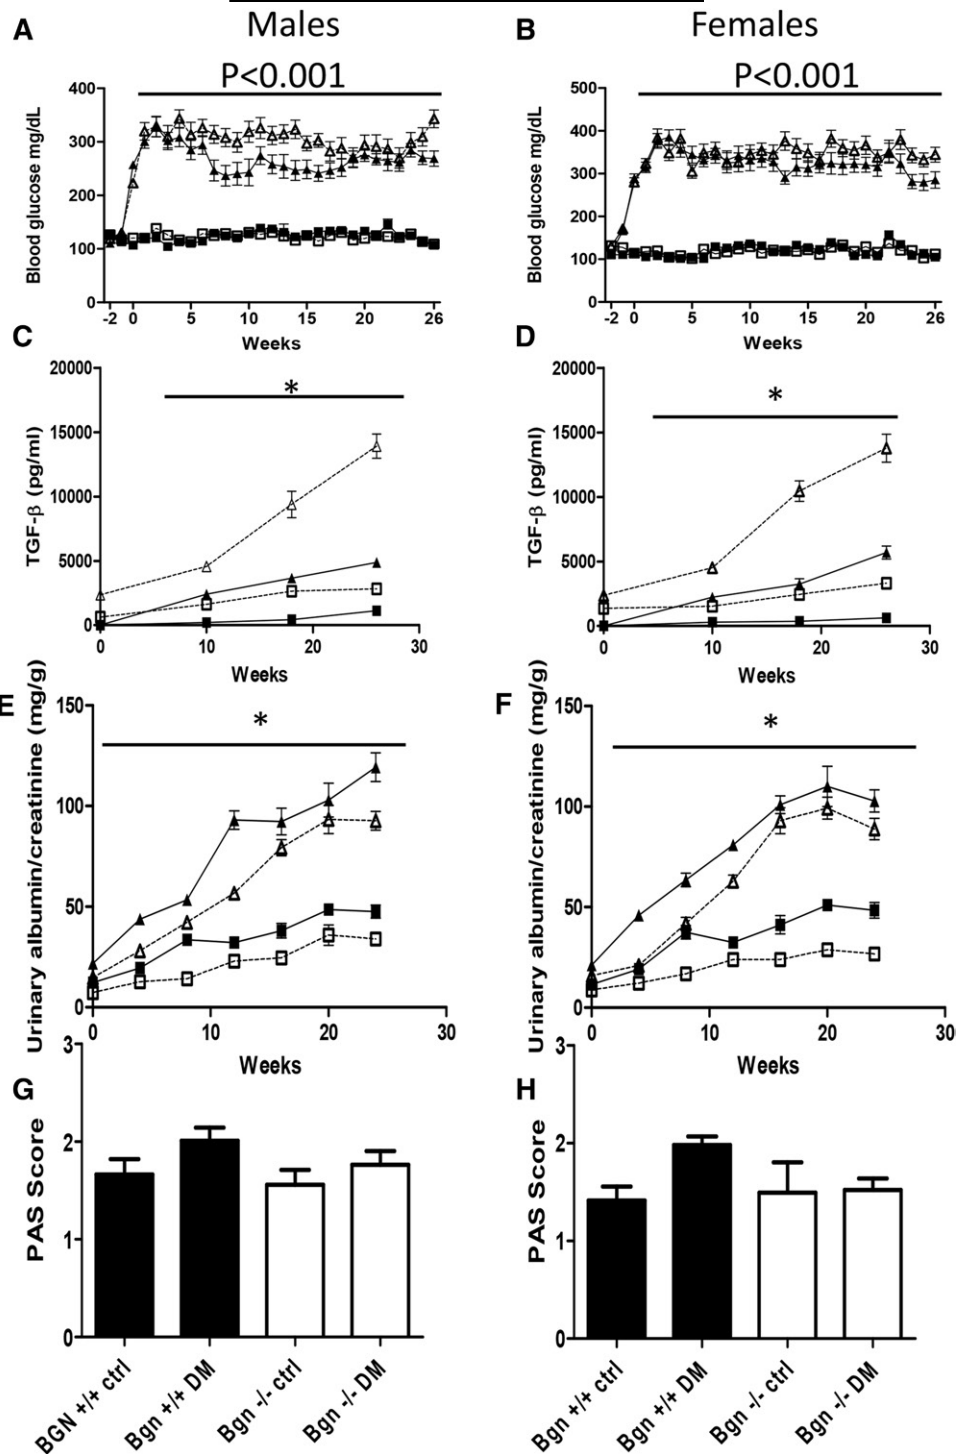 Males
Females
A
B
P<0.001
P<0.001
Blood glucose mg/dL
400
300
200
100
0
-2 0 5 10 15 20 26
Weeks
Blood glucose mg/dL
500
400
300
200
100
0
-2 0 5 10 15 20 26
Weeks
C
D
*
*
TGF-β (pg/ml)
20000
15000
10000
5000
0
0 10 20 30
Weeks
TGF-β (pg/ml)
20000
15000
10000
5000
0
0 10 20 30
Weeks
E
F
*
*
Urinary albumin/creatinine (mg/g)
150
100
50
0
0 10 20 30
Weeks
Urinary albumin/creatinine (mg/g)
150
100
50
0
0 10 20 30
Weeks
G
H
PAS Score
3
2
1
0
BGN +/+ ctrl
Bgn +/+ DM
Bgn -/- ctrl
Bgn -/- DM
PAS Score
3
2
1
0
Bgn +/+ ctrl
Bgn +/+ DM
Bgn -/- ctrl
Bgn -/- DM